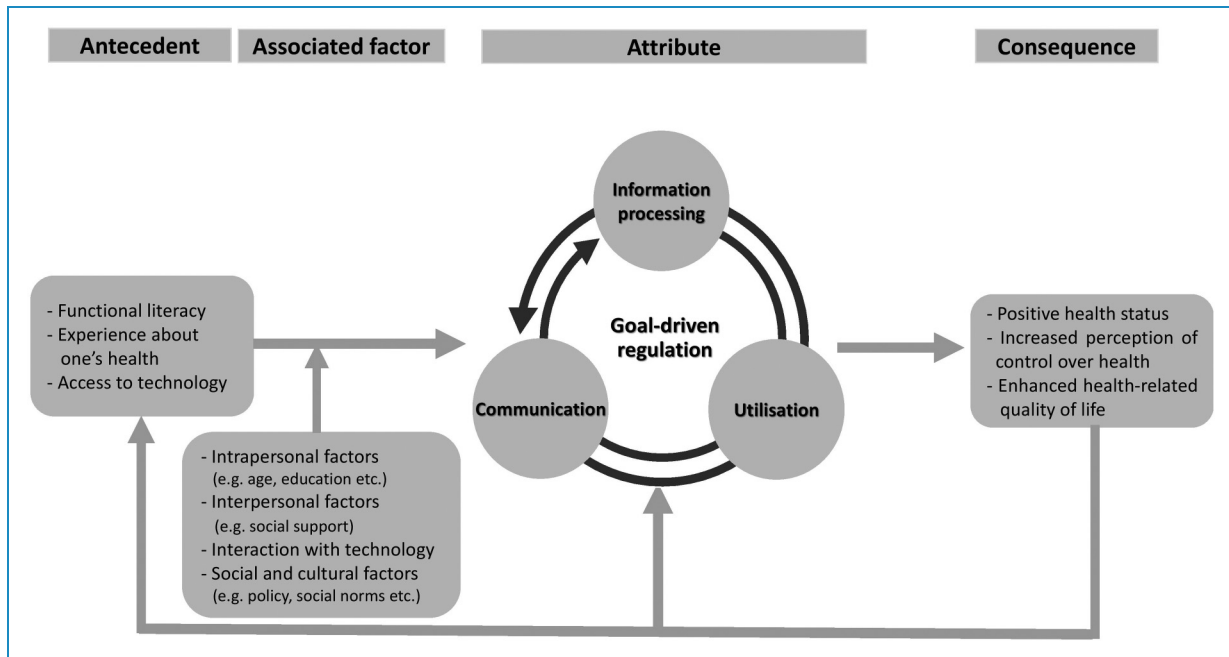 Antecedent
Associated factor
Attribute
Consequence
- Functional literacy
- Experience about
one’s health
- Access to technology
- Intrapersonal factors
(e.g. age, education etc.)
- Interpersonal factors
(e.g. social support)
- Interaction with technology
- Social and cultural factors
(e.g. policy, social norms etc.)
Information
processing
Goal-driven
regulation
Communication
Utilisation
- Positive health status
- Increased perception of
control over health
- Enhanced health-related
quality of life